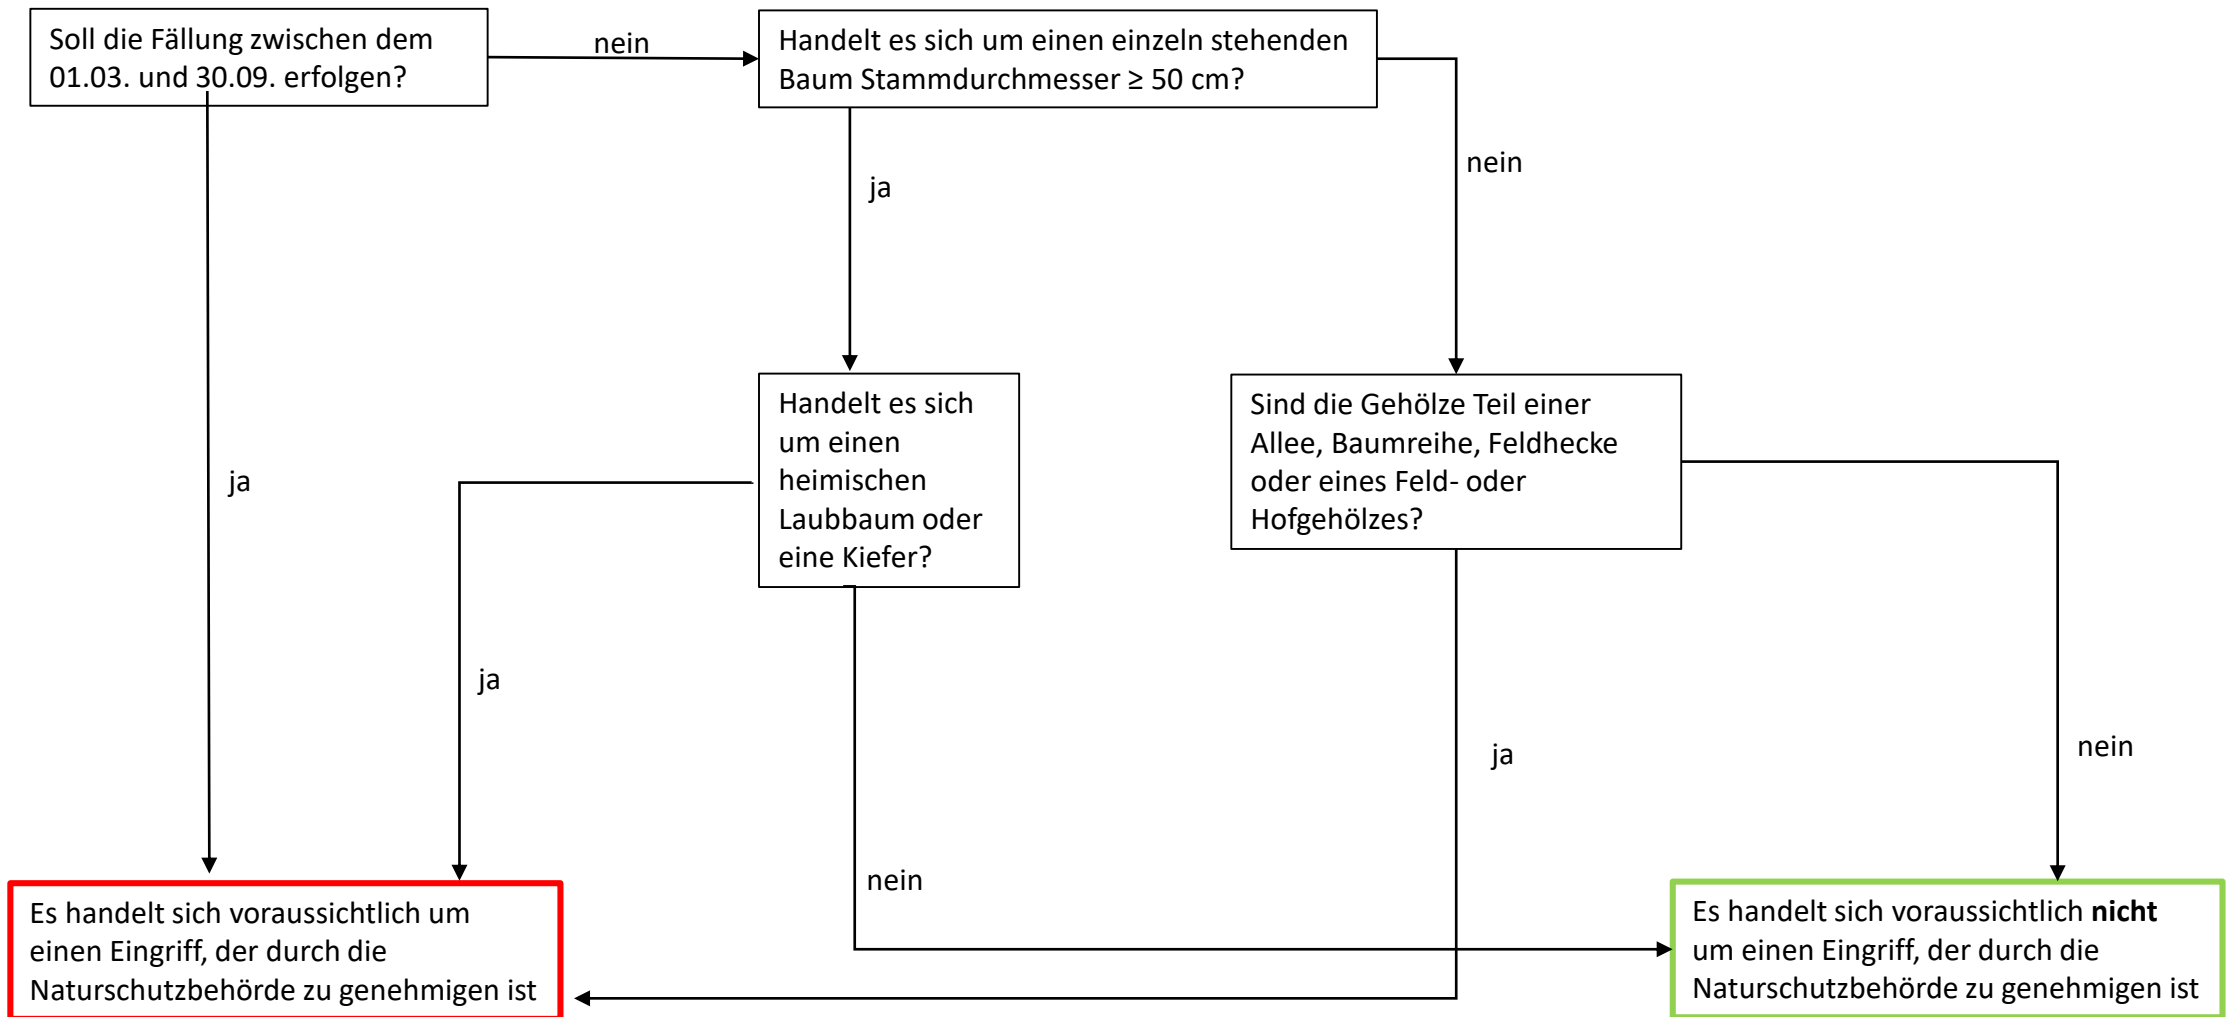 Soll die Fällung zwischen dem
01.03. und 30.09. erfolgen?
nein
Handelt es sich um einen einzeln stehenden
Baum Stammdurchmesser ≥ 50 cm?
nein
ja
Handelt es sich
um einen
heimischen
Laubbaum oder
eine Kiefer?
Sind die Gehölze Teil einer
Allee, Baumreihe, Feldhecke
oder eines Feld- oder
Hofgehölzes?
ja
ja
nein
ja
nein
Es handelt sich voraussichtlich um
einen Eingriff, der durch die
Naturschutzbehörde zu genehmigen ist
Es handelt sich voraussichtlich nicht
um einen Eingriff, der durch die
Naturschutzbehörde zu genehmigen ist